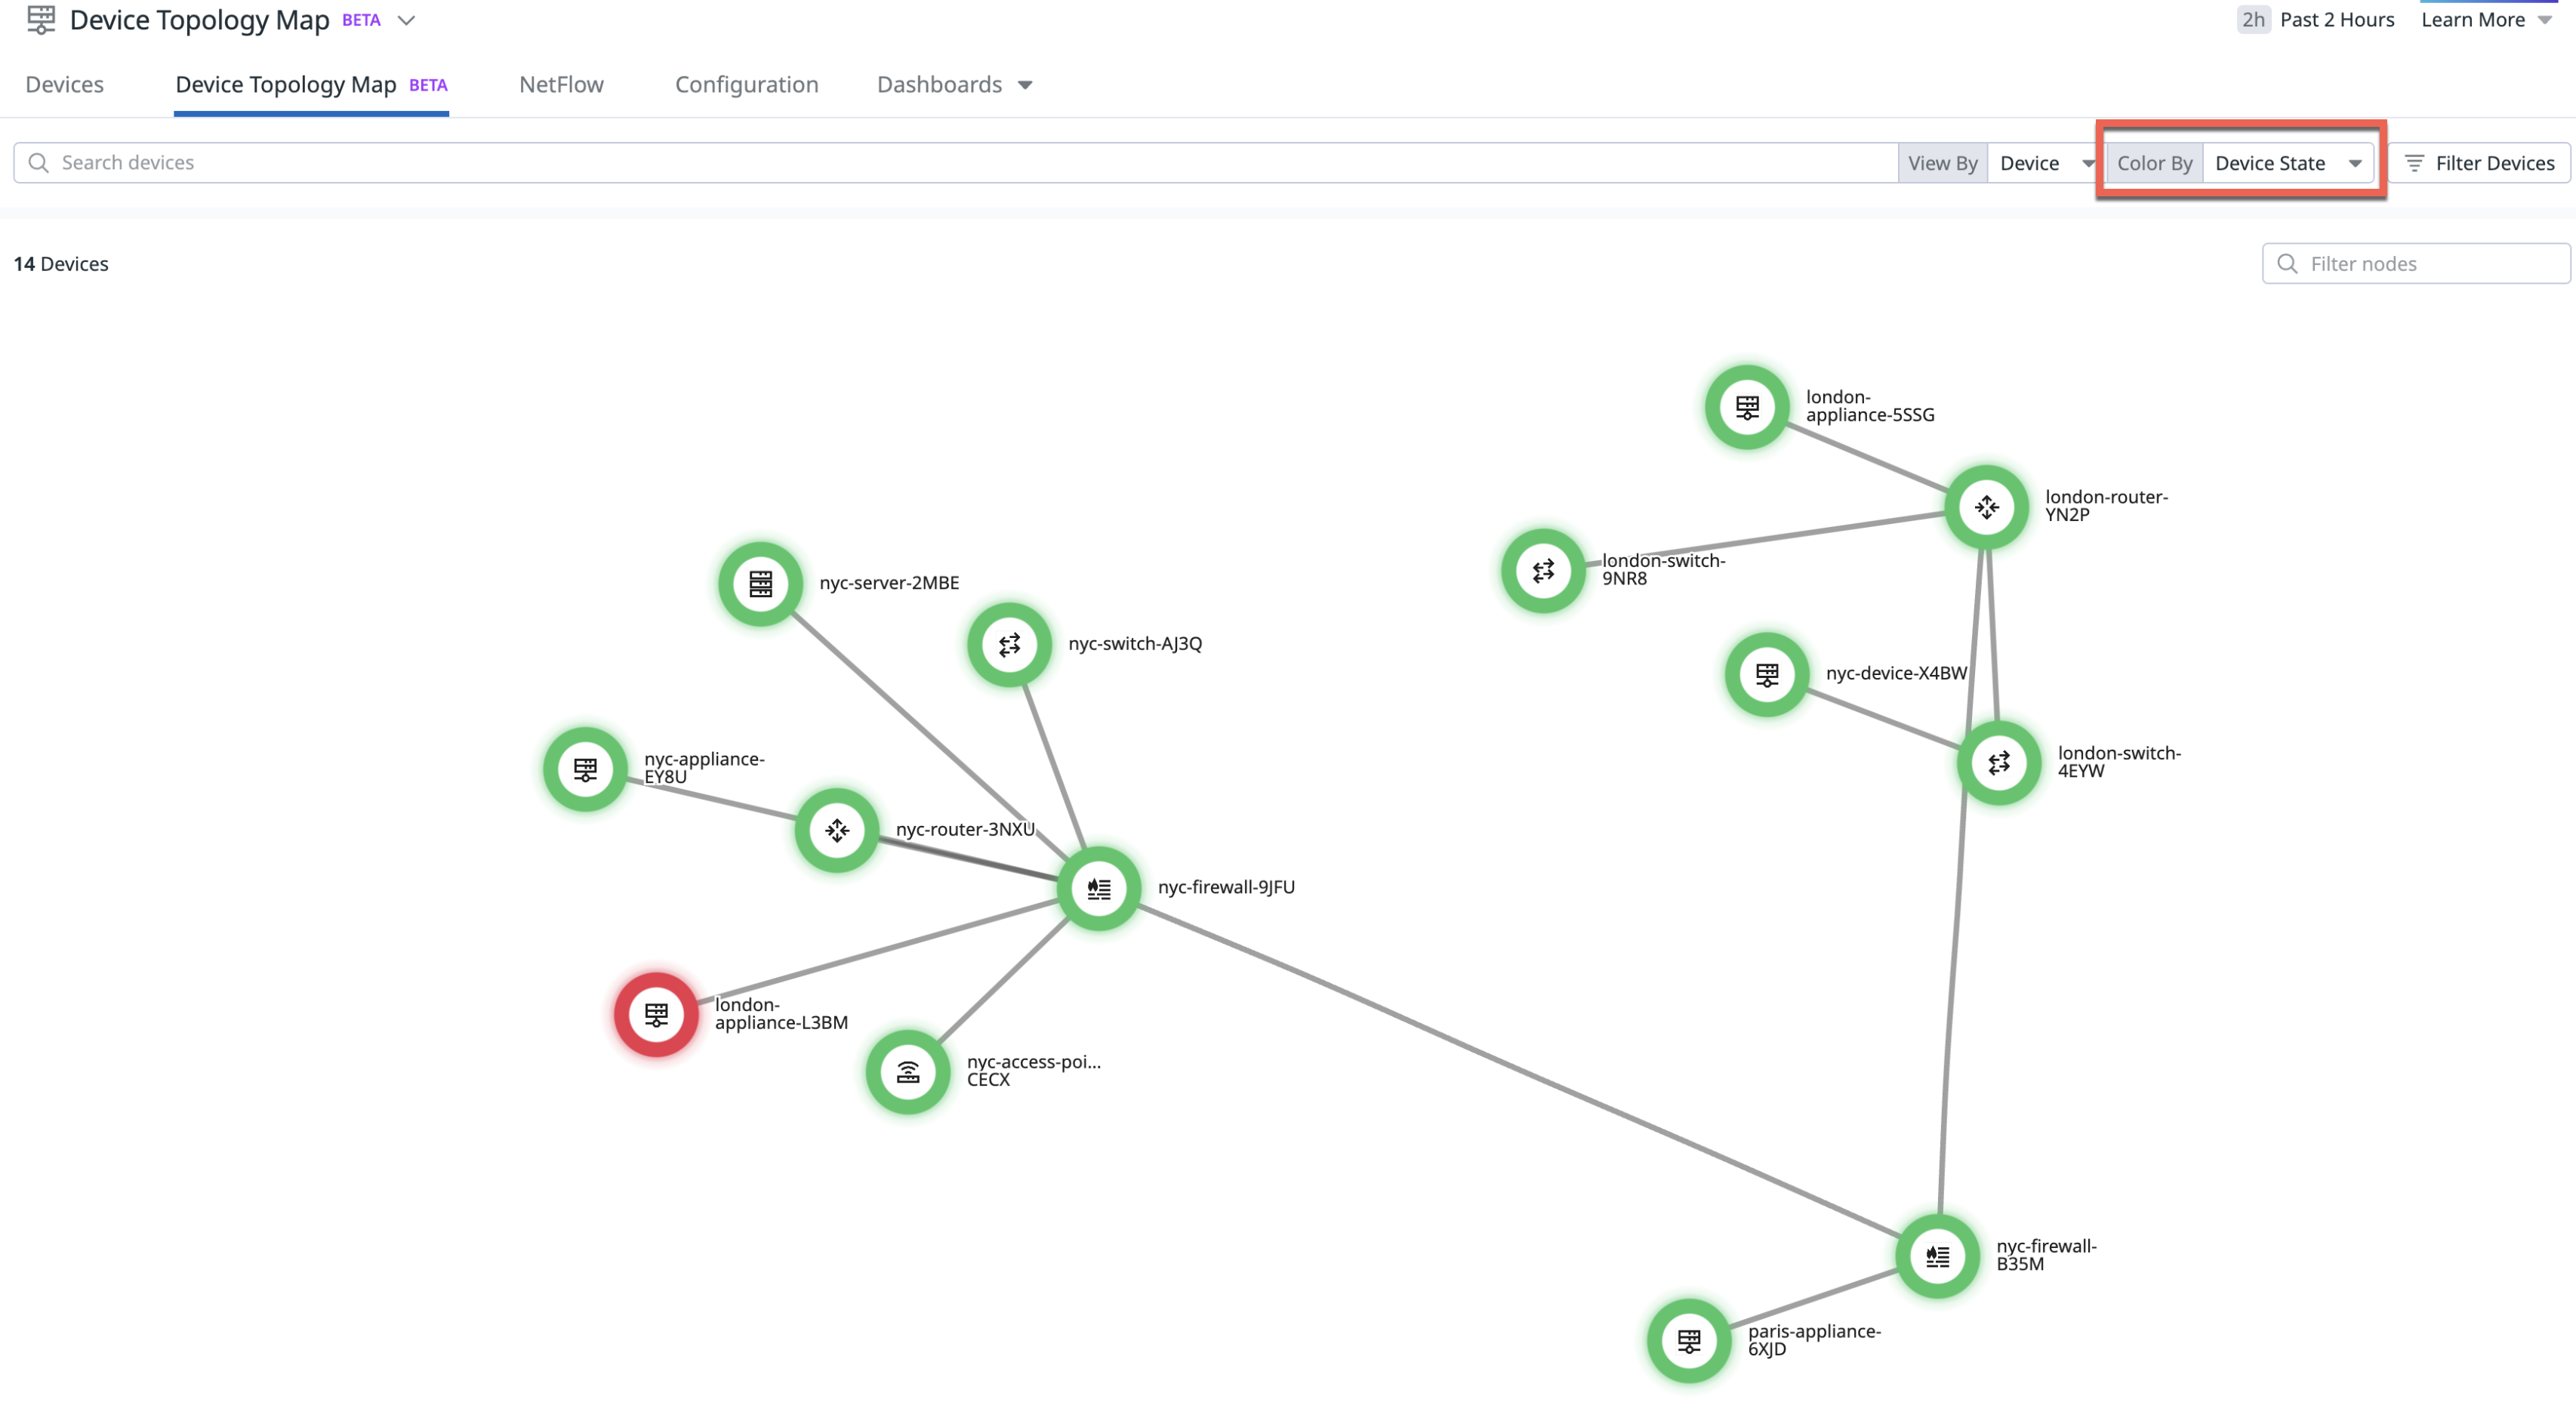 Device Topology Map BETA
2h Past 2 Hours Learn More
Devices Device Topology Map BETA NetFlow Configuration Dashboards
Search devices View By Device Color By Device State Filter Devices
14 Devices Filter nodes
london-
appliance-5SSG
london-router-
YN2P
london-switch-
9NR8
nyc-server-2MBE
nyc-switch-AJ3Q
nyc-device-X4BW
london-switch-
4EYW
nyc-appliance-
EY8U
nyc-router-3NXU
nyc-firewall-9JFU
london-
appliance-L3BM
nyc-access-poi...
CECX
nyc-firewall-
B35M
paris-appliance-
6XJD